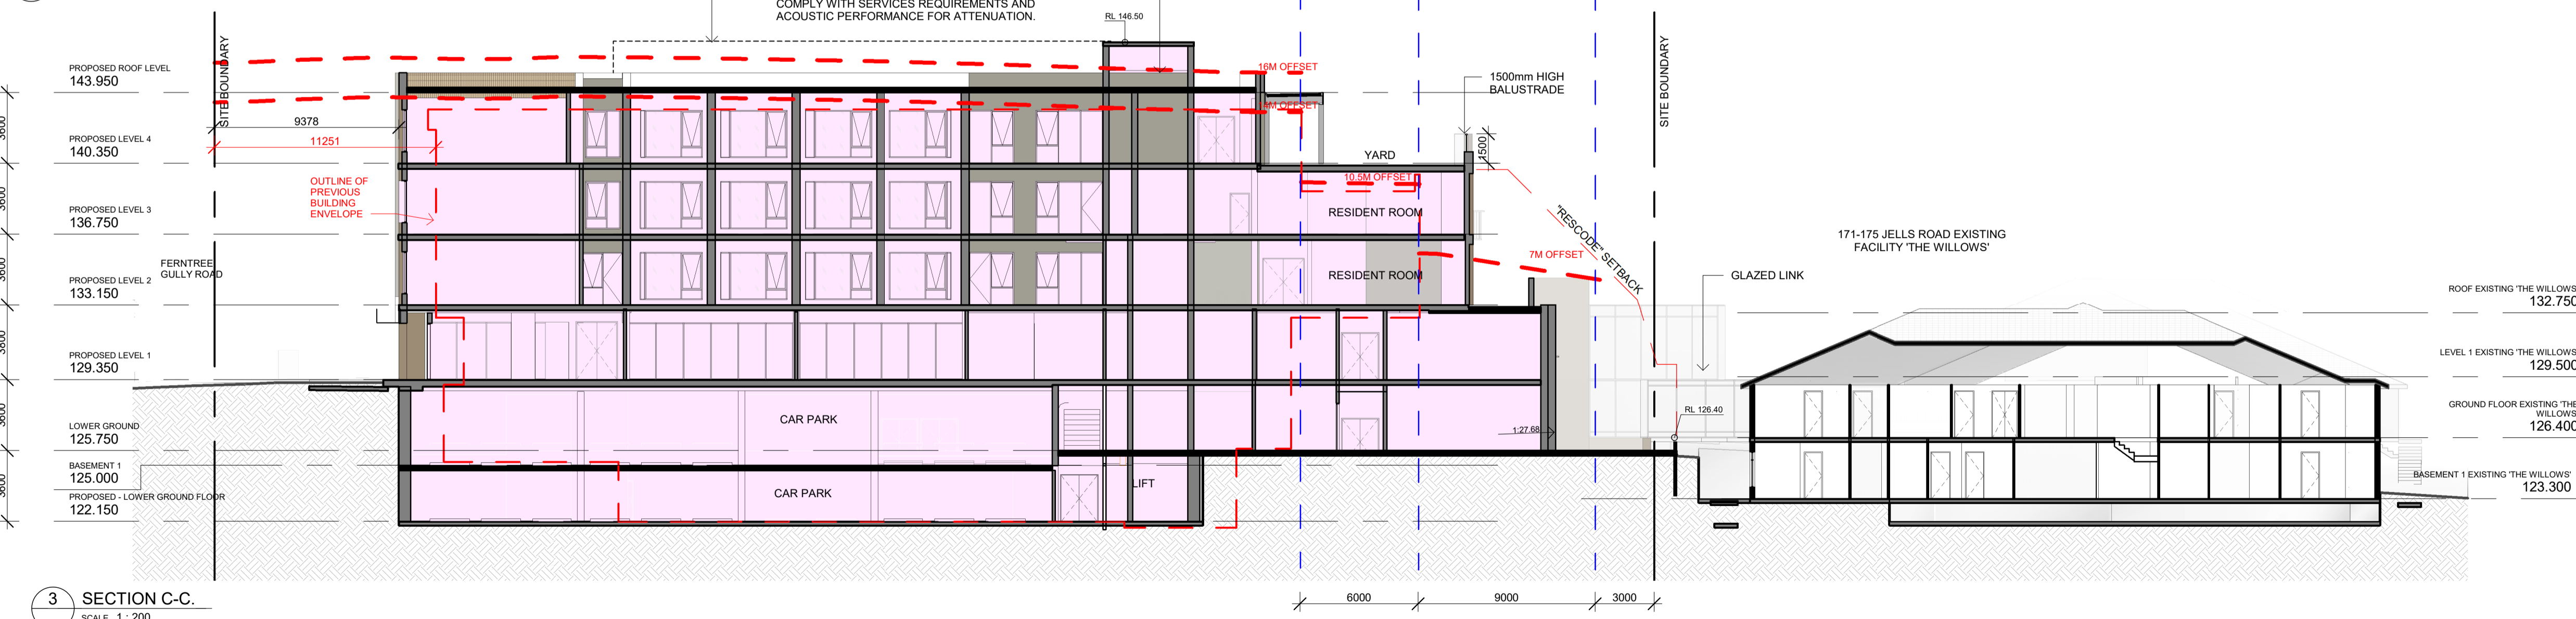 COMPLY WITH SERVICES REQUIREMENTS AND
ACOUSTIC PERFORMANCE FOR ATTENUATION.
RL 146.50
SITE BOUNDARY
SITE BOUNDARY
PROPOSED ROOF LEVEL
143.950
16M OFFSET
1500mm HIGH
BALUSTRADE
OFFSET
3600
9378
11251
PROPOSED LEVEL 4
140.350
1500
YARD
OUTLINE OF
PREVIOUS
BUILDING
ENVELOPE
10.5M OFFSET
3600
PROPOSED LEVEL 3
136.750
RESIDENT ROOM
"RESCODE" SETBACK
171-175 JELLS ROAD EXISTING
FACILITY 'THE WILLOWS'
FERNTREE
GULLY ROAD
7M OFFSET
3600
RESIDENT ROOM
GLAZED LINK
PROPOSED LEVEL 2
133.150
ROOF EXISTING 'THE WILLOWS
132.750
3800
PROPOSED LEVEL 1
129.350
LEVEL 1 EXISTING 'THE WILLOWS
129.500
3600
CAR PARK
RL 126.40
GROUND FLOOR EXISTING 'THE
WILLOWS
126.400
LOWER GROUND
125.750
1:27.68
BASEMENT 1
125.000
BASEMENT 1 EXISTING 'THE WILLOWS'
123.300
3600
CAR PARK
LIFT
PROPOSED - LOWER GROUND FLOOR
122.150
3
SECTION C-C.
SCALE 1 : 200
6000
9000
3000